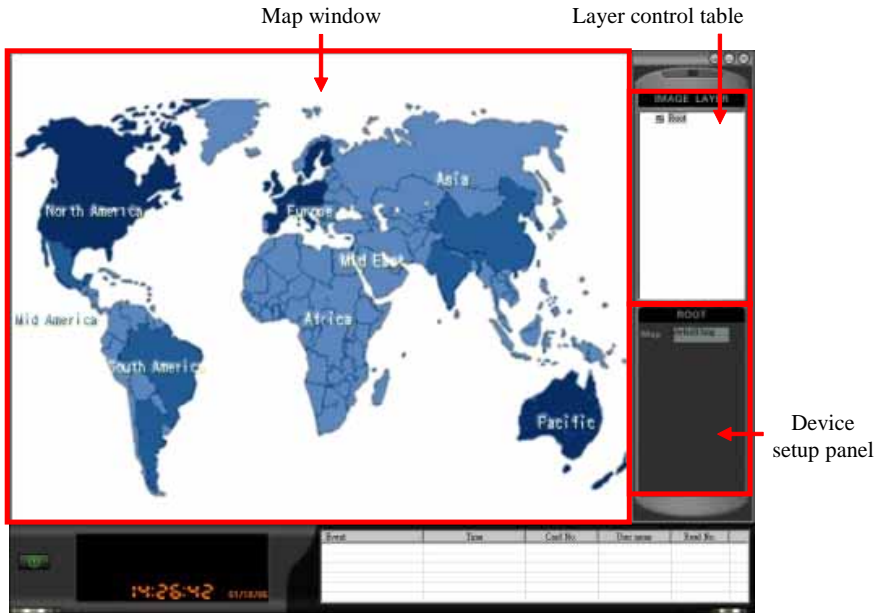 Map window
Layer control table
IMAGE LAYER
Root
North America
Europe
Asia
Mid East
Mid America
Africa
South America
Pacific
ROOT
Map
Device
setup panel
Event Time Card No. User name Read No.
14:26:42